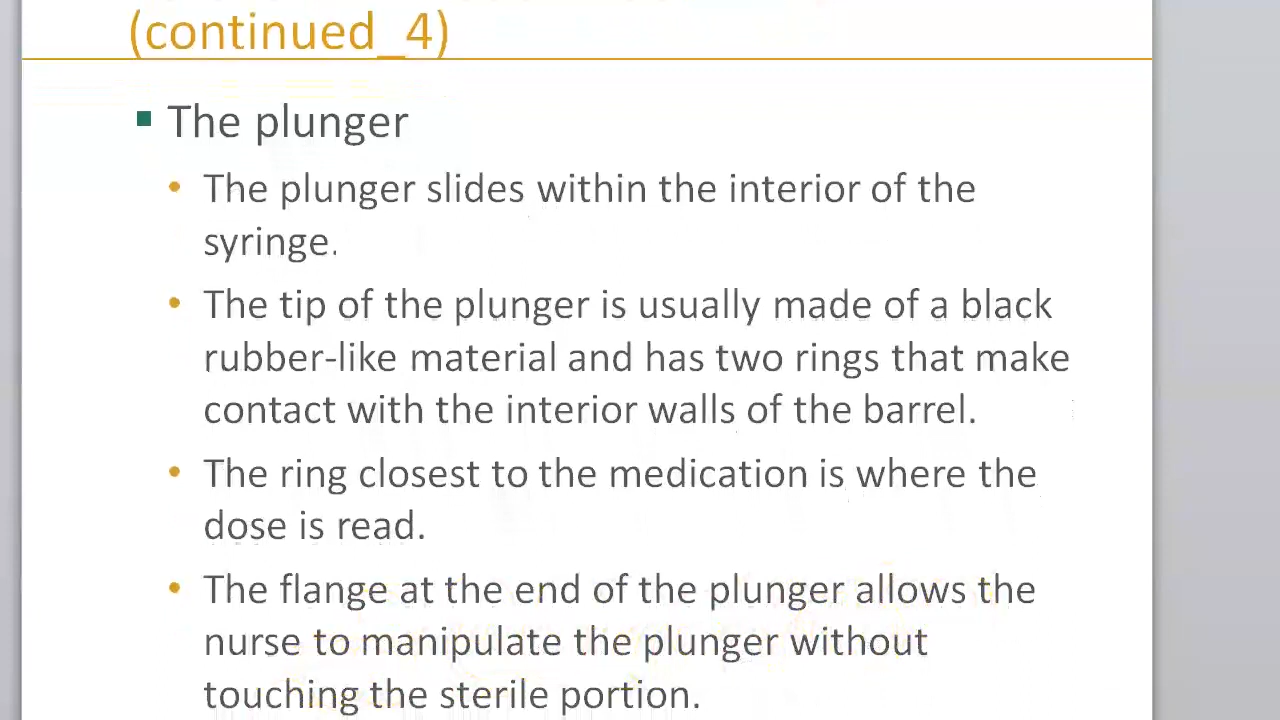 (continued_4)
The plunger
The plunger slides within the interior of the
syringe.
The tip of the plunger is usually made of a black
rubber-like material and has two rings that make
contact with the interior walls of the barrel.
The ring closest to the medication is where the
dose is read.
The flange at the end of the plunger allows the
nurse to manipulate the plunger without
touching the sterile portion.